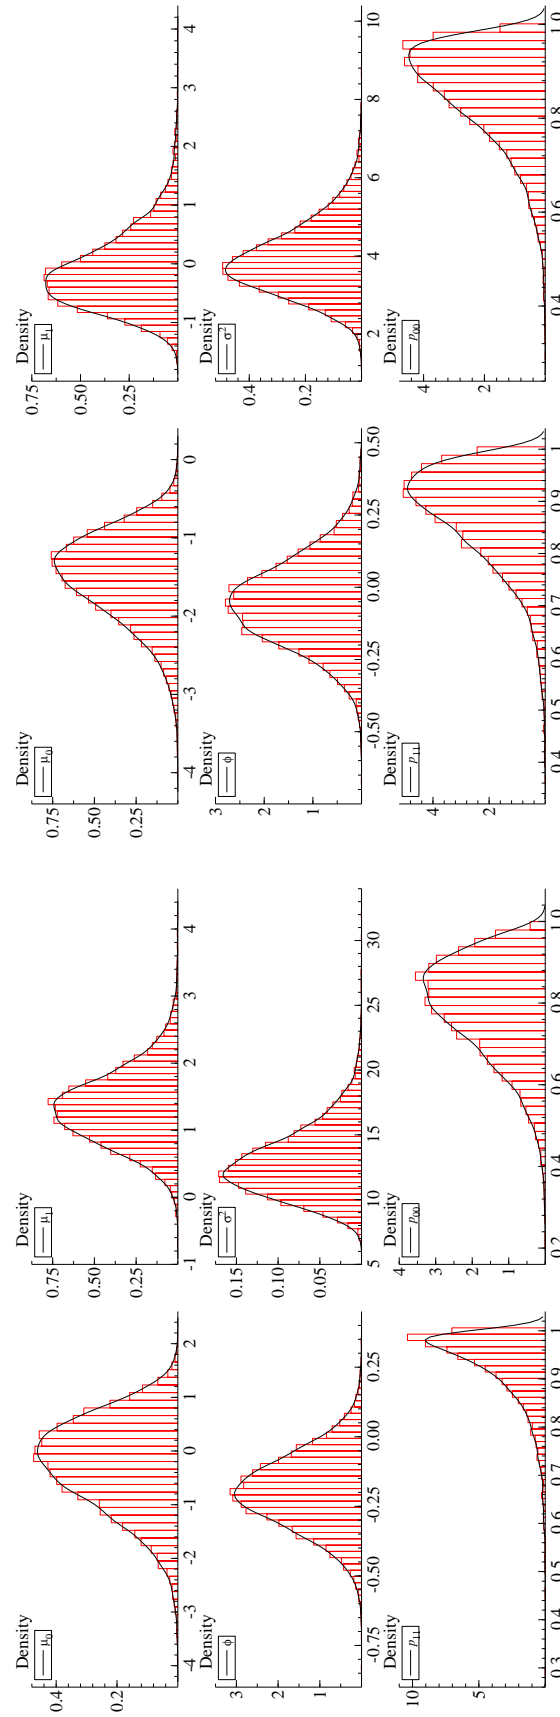 Density
μ₀
0.4
0.2
-4 -3 -2 -1 0 1 2
Density
μ₁
0.75
0.50
0.25
-1 0 1 2 3 4
Density
μ₀
0.75
0.50
0.25
-4 -3 -2 -1 0
Density
μ₁
0.75
0.50
0.25
-1 0 1 2 3 4
Density
ϕ
3
2
1
-0.75 -0.50 -0.25 0.00 0.25
Density
σ²
0.15
0.10
0.05
5 10 15 20 25 30
Density
ϕ
3
2
1
-0.50 -0.25 0.00 0.25 0.50
Density
σ²
0.4
0.2
2 4 6 8 10
Density
p₁₁
10
5
0.3 0.4 0.5 0.6 0.7 0.8 0.9 1
Density
p₀₀
4
3
2
1
0.2 0.4 0.6 0.8 1.0
Density
p₁₁
4
2
0.4 0.5 0.6 0.7 0.8 0.9 1
Density
p₀₀
4
2
0.4 0.6 0.8 1.0